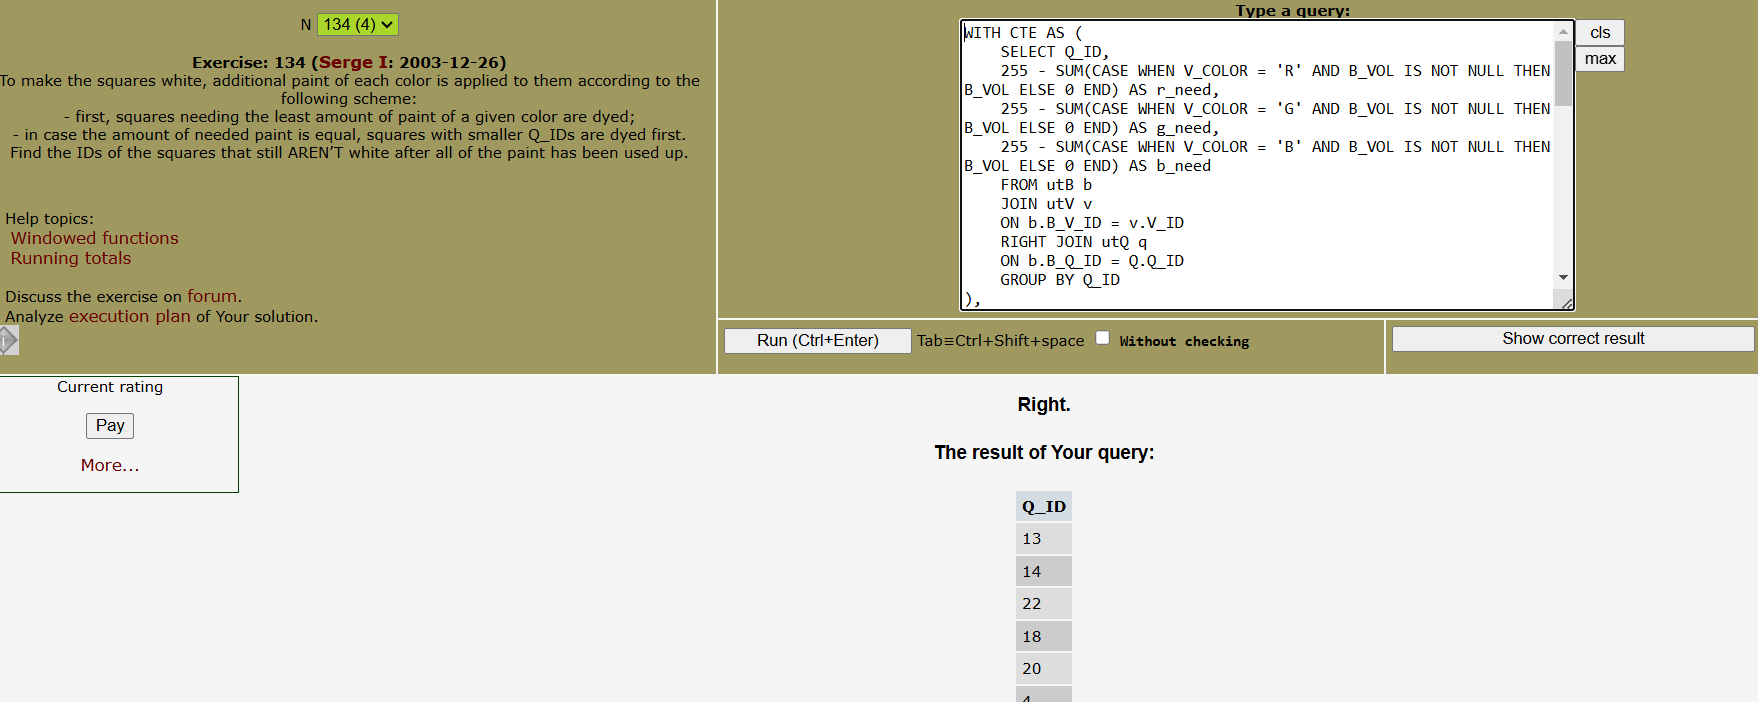 N 134 (4)
Exercise: 134 (Serge I: 2003-12-26)
To make the squares white, additional paint of each color is applied to them according to the
following scheme:
- first, squares needing the least amount of paint of a given color are dyed;
- in case the amount of needed paint is equal, squares with smaller Q_IDs are dyed first.
Find the IDs of the squares that still AREN’T white after all of the paint has been used up.
Help topics:
Windowed functions
Running totals
Discuss the exercise on forum.
Analyze execution plan of Your solution.
Type a query:
WITH CTE AS (
SELECT Q_ID,
255 - SUM(CASE WHEN V_COLOR = 'R' AND B_VOL IS NOT NULL THEN
B_VOL ELSE 0 END) AS r_need,
255 - SUM(CASE WHEN V_COLOR = 'G' AND B_VOL IS NOT NULL THEN
B_VOL ELSE 0 END) AS g_need,
255 - SUM(CASE WHEN V_COLOR = 'B' AND B_VOL IS NOT NULL THEN
B_VOL ELSE 0 END) AS b_need
FROM utB b
JOIN utV v
ON b.B_V_ID = v.V_ID
RIGHT JOIN utQ q
ON b.B_Q_ID = Q.Q_ID
GROUP BY Q_ID
),
cls
max
Run (Ctrl+Enter) Tab≡Ctrl+Shift+space Without checking
Show correct result
Current rating
Pay
More...
Right.
The result of Your query:
Q_ID
13
14
22
18
20
4